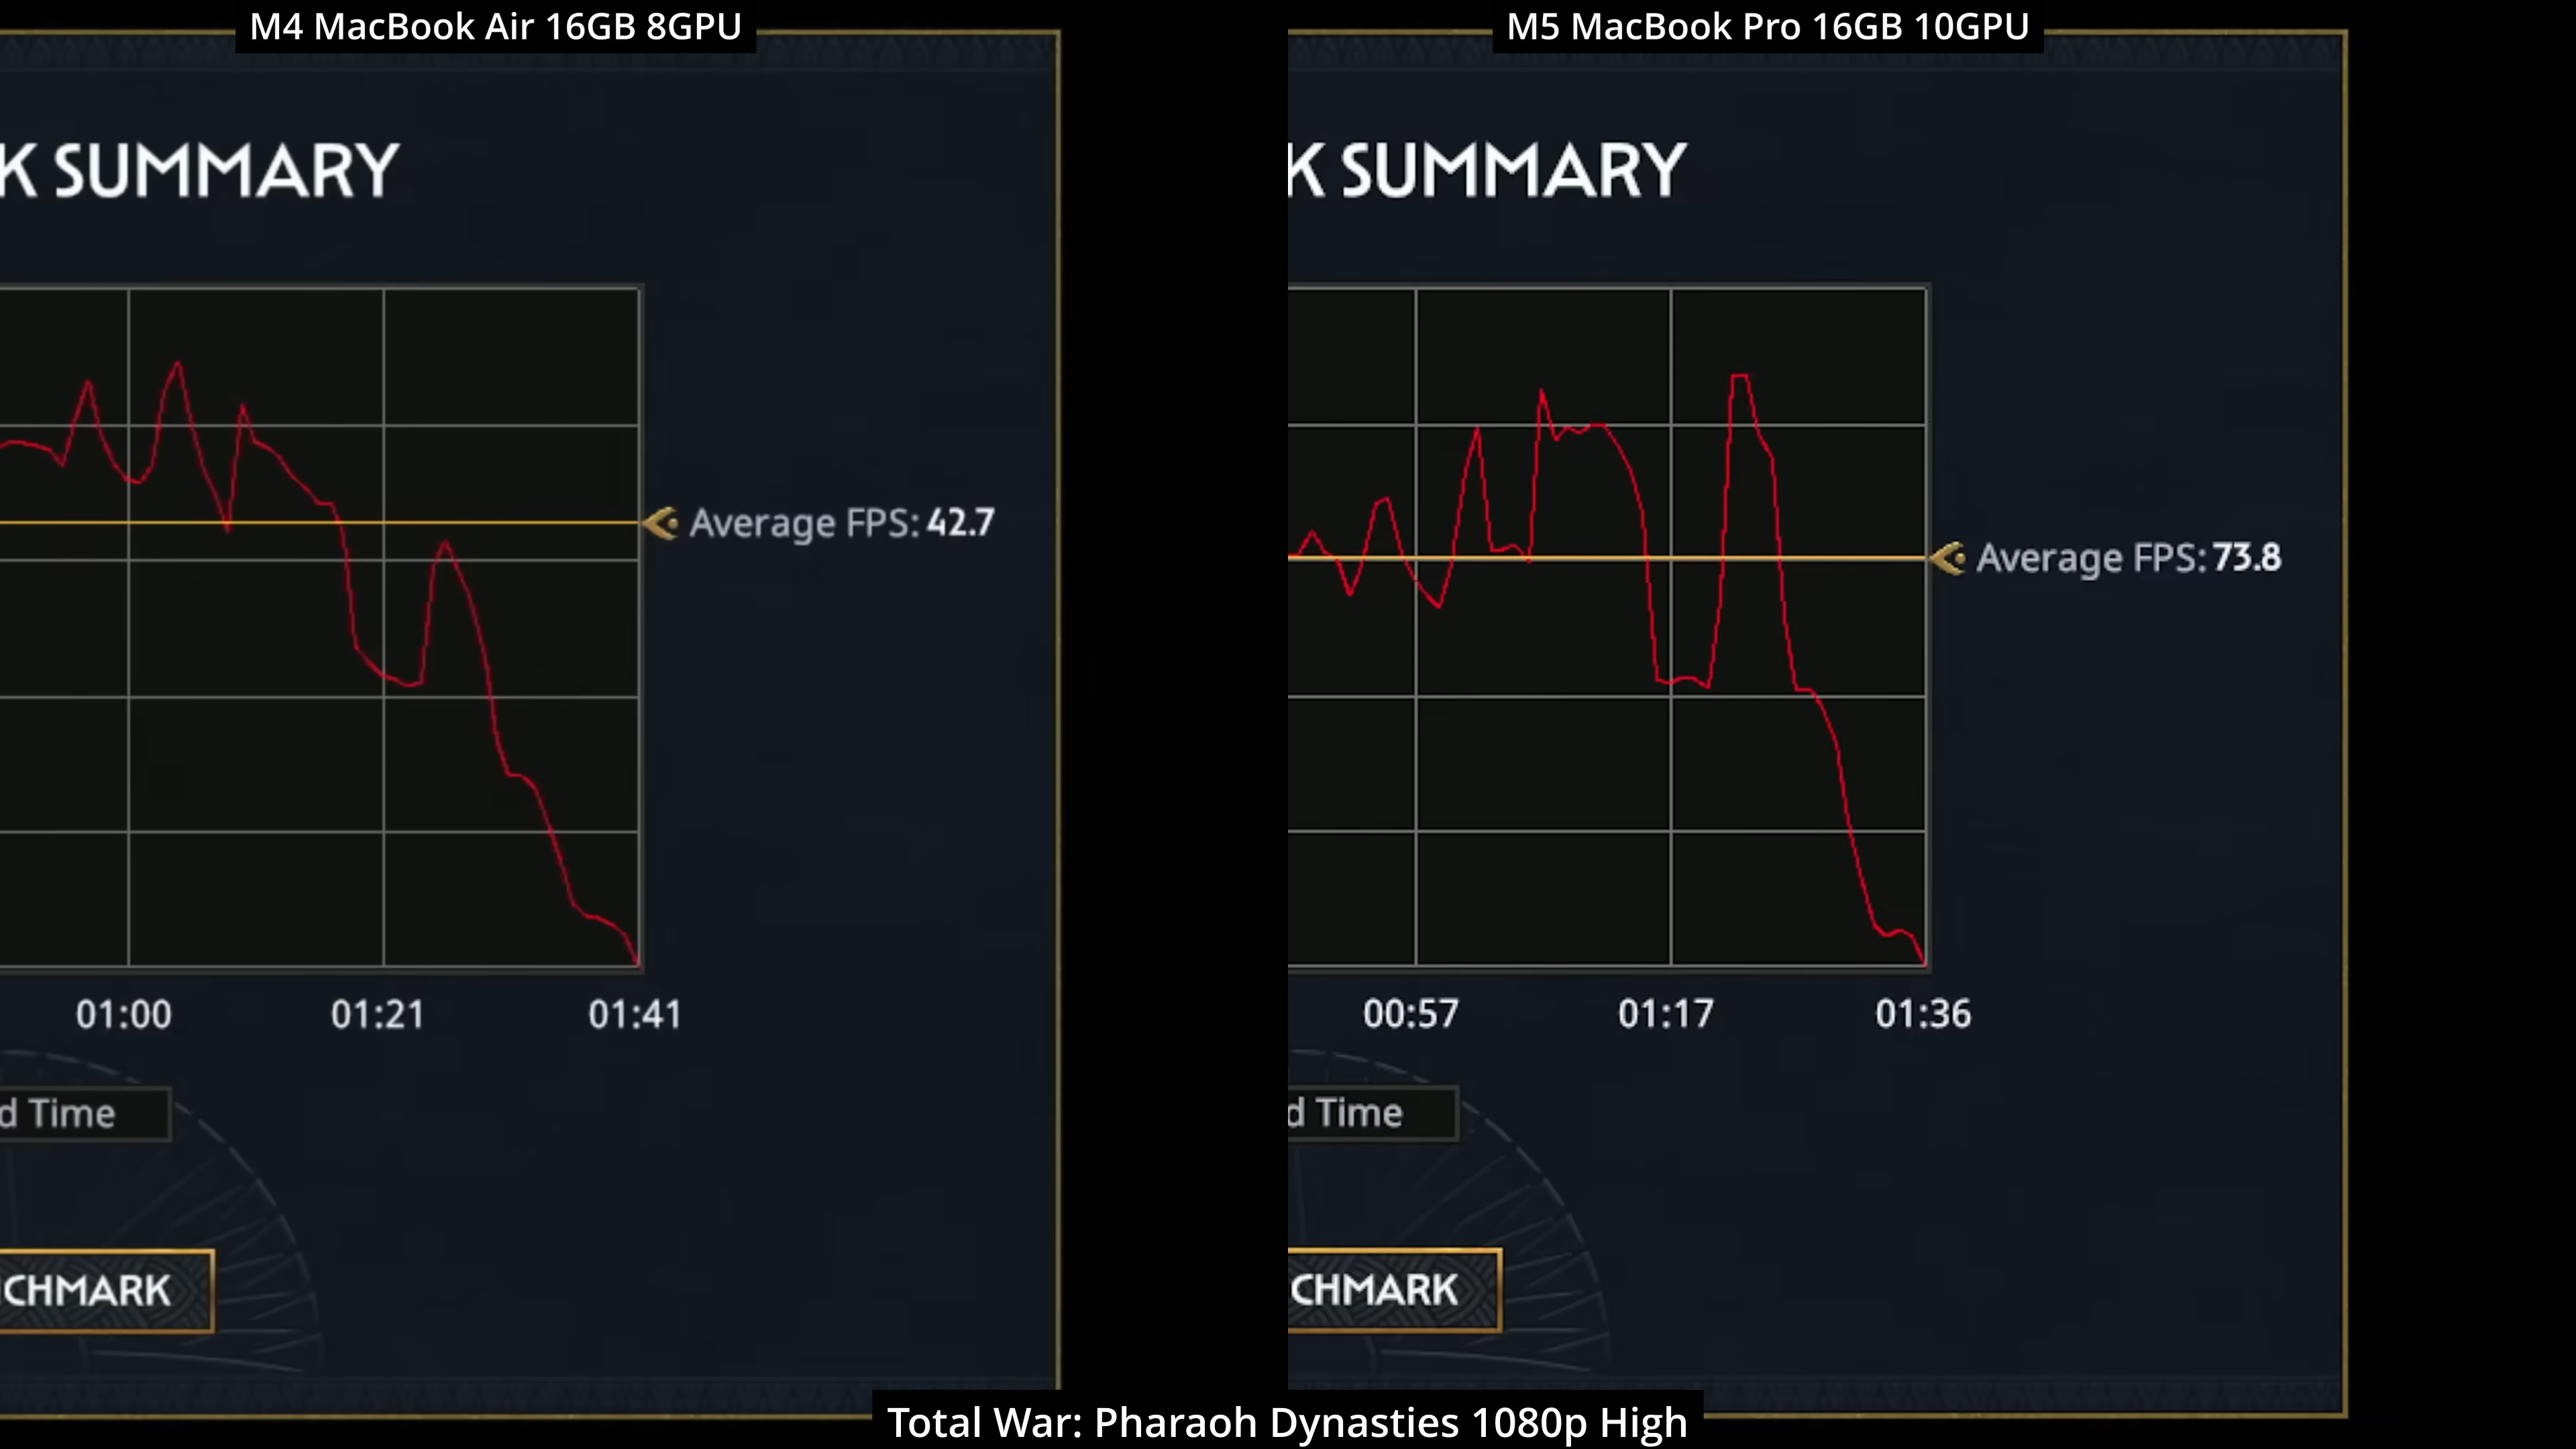 M4 MacBook Air 16GB 8GPU
K SUMMARY
Average FPS: 42.7
01:00 01:21 01:41
d Time
CHMARK
M5 MacBook Pro 16GB 10GPU
K SUMMARY
Average FPS: 73.8
00:57 01:17 01:36
d Time
CHMARK
Total War: Pharaoh Dynasties 1080p High